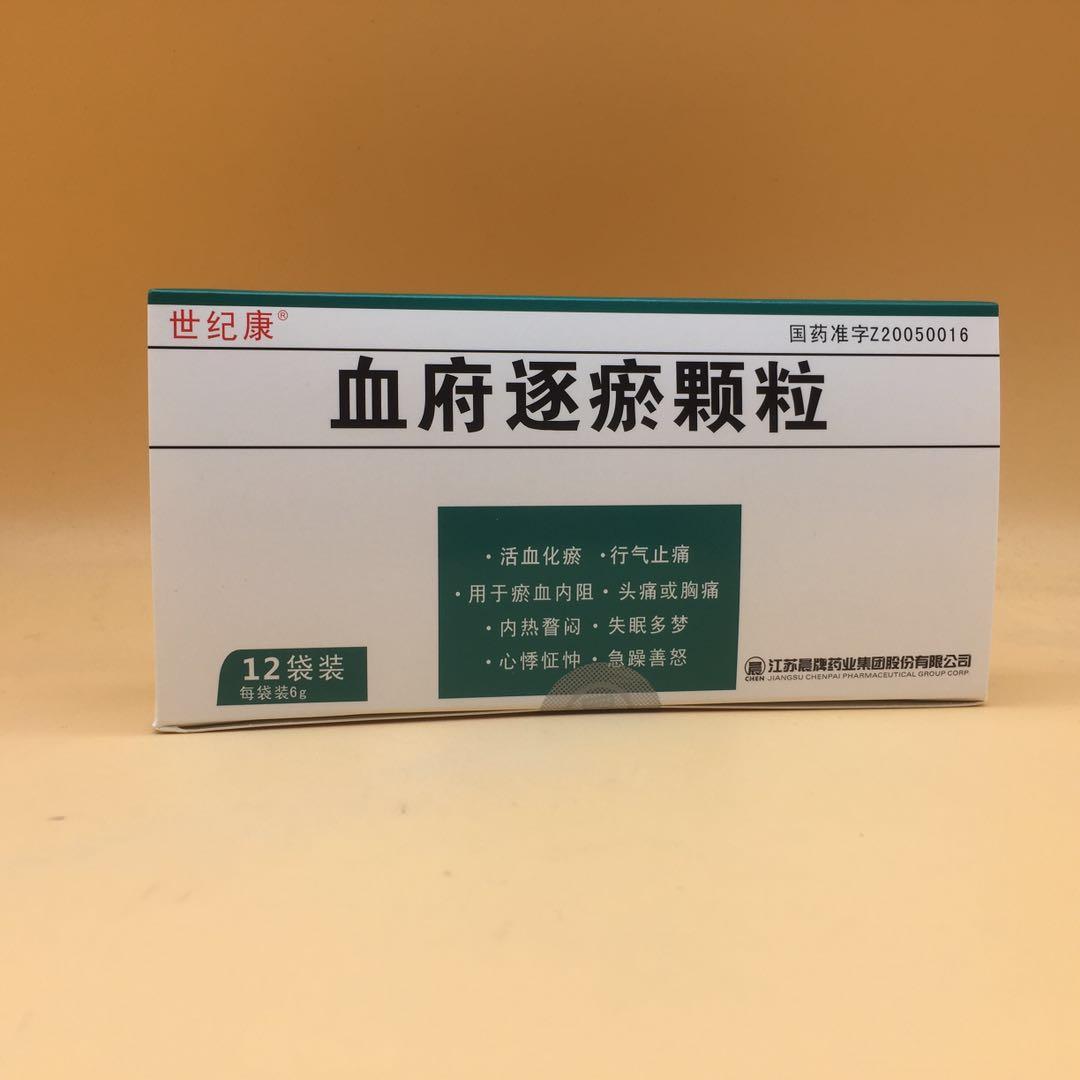 世纪康®
国药准字Z20050016
血府逐瘀颗粒
·活血化瘀 ·行气止痛
·用于瘀血内阻·头痛或胸痛
·内热瞀闷·失眠多梦
·心悸怔忡·急躁善怒
12袋装
每袋装6g
晨 江苏晨牌药业集团股份有限公司
CHEN JIANGSU CHENPAI PHARMACEUTICAL GROUP CORP